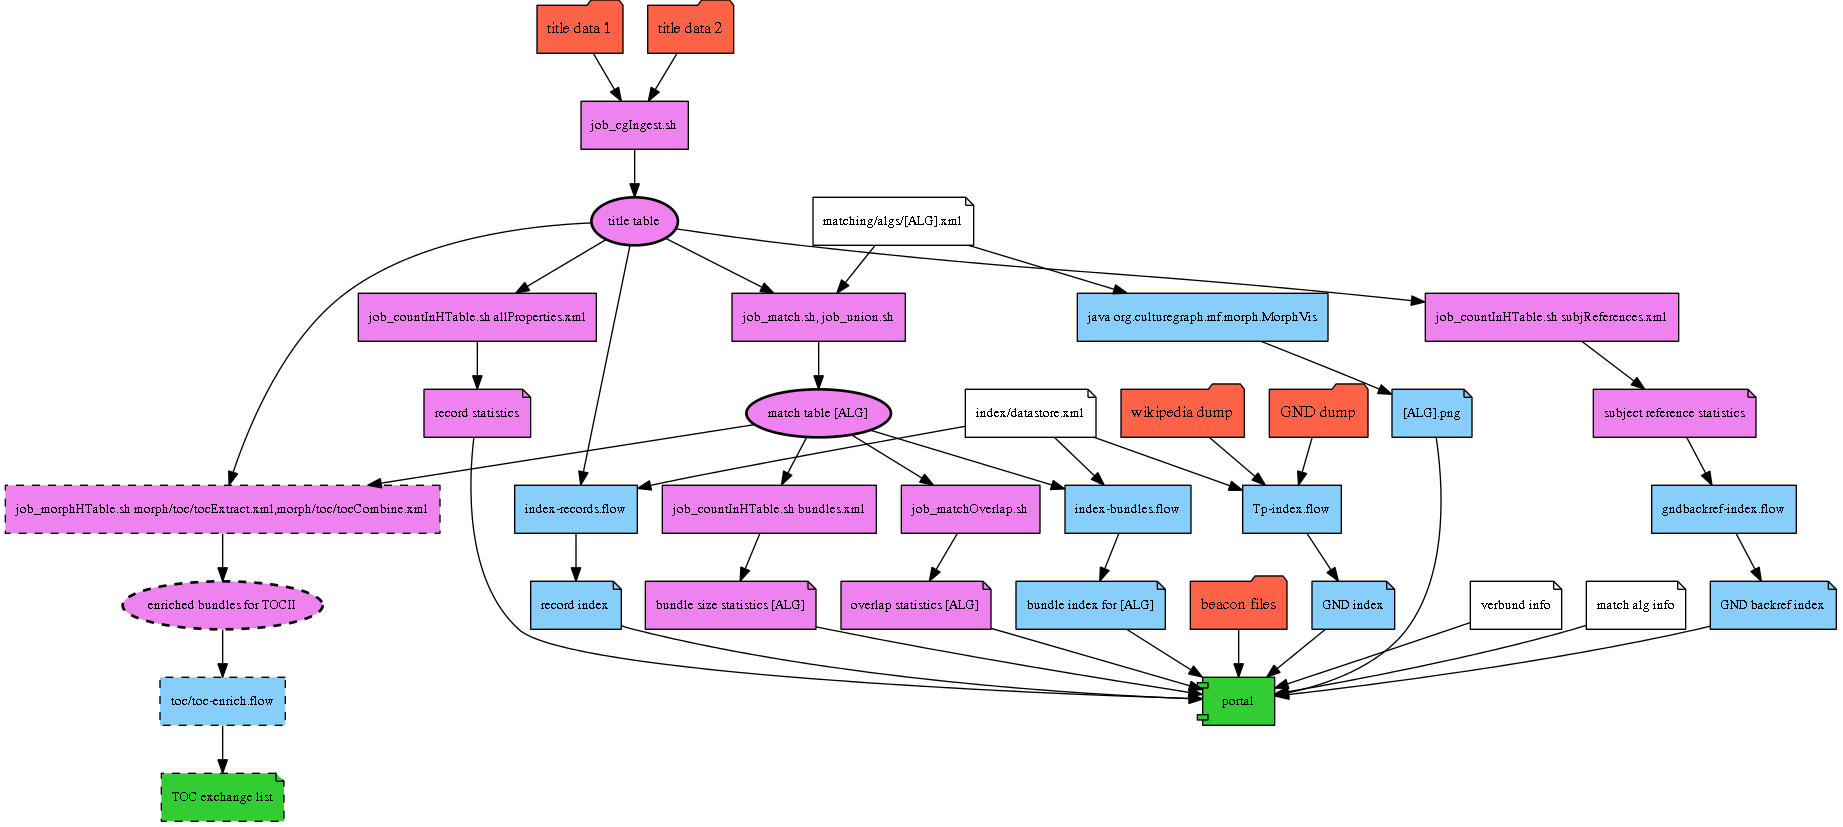 title data 1
title data 2
job_cgIngest.sh
title table
matching/algs/[ALG].xml
job_countInHTable.sh allProperties.xml
job_match.sh, job_union.sh
java org.culturegraph.mf.morph.MorphVis
job_countInHTable.sh subjReferences.xml
record statistics
match table [ALG]
index/datastore.xml
wikipedia dump
GND dump
[ALG].png
subject reference statistics
job_morphHTable.sh morph/toc/tocExtract.xml,morph/toc/tocCombine.xml
index-records.flow
job_countInHTable.sh bundles.xml
job_matchOverlap.sh
index-bundles.flow
Tp-index.flow
gndbackref-index.flow
enriched bundles for TOCII
record index
bundle size statistics [ALG]
overlap statistics [ALG]
bundle index for [ALG]
beacon files
GND index
verbund info
match alg info
GND backref index
toc/toc-enrich.flow
portal
TOC exchange list